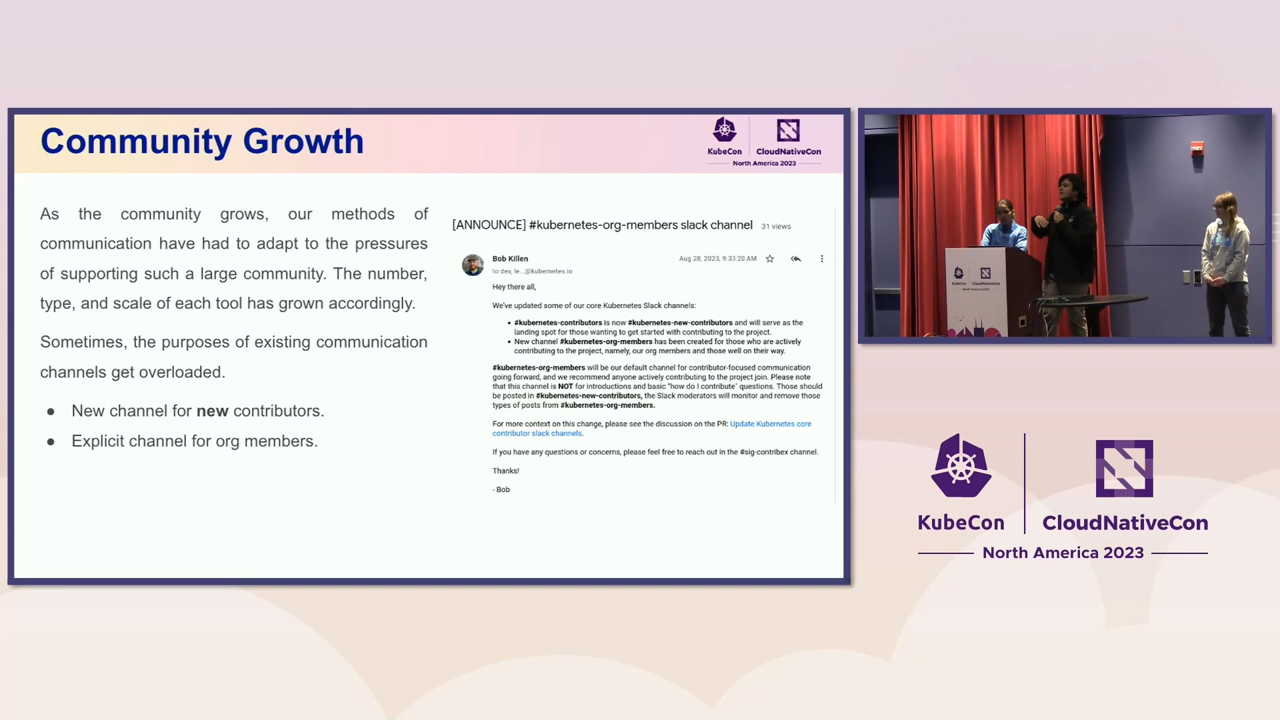 Community Growth
KubeCon
CloudNativeCon
North America 2023
As the community grows, our methods of
communication have had to adapt to the pressures
of supporting such a large community. The number,
type, and scale of each tool has grown accordingly.
Sometimes, the purposes of existing communication
channels get overloaded.
● New channel for new contributors.
● Explicit channel for org members.
[ANNOUNCE] #kubernetes-org-members slack channel 31 views
Bob Killen Aug 28, 2023, 9:33:20 AM
to dev, le...@kubernetes.io
Hey there all,
We've updated some of our core Kubernetes Slack channels:
• #kubernetes-contributors is now #kubernetes-new-contributors and will serve as the
landing spot for those wanting to get started with contributing to the project.
• New channel #kubernetes-org-members has been created for those who are actively
contributing to the project, namely, our org members and those well on their way.
#kubernetes-org-members will be our default channel for contributor-focused communication
going forward, and we recommend anyone actively contributing to the project join. Please note
that this channel is NOT for introductions and basic "how do I contribute' questions. Those should
be posted in #kubernetes-new-contributors, the Slack moderators will monitor and remove those
types of posts from #kubernetes-org-members.
For more context on this change, please see the discussion on the PR: Update Kubernetes core
contributor slack channels.
If you have any questions or concerns, please feel free to reach out in the #sig-contribex channel.
Thanks!
- Bob
KubeCon
CloudNativeCon
North America 2023